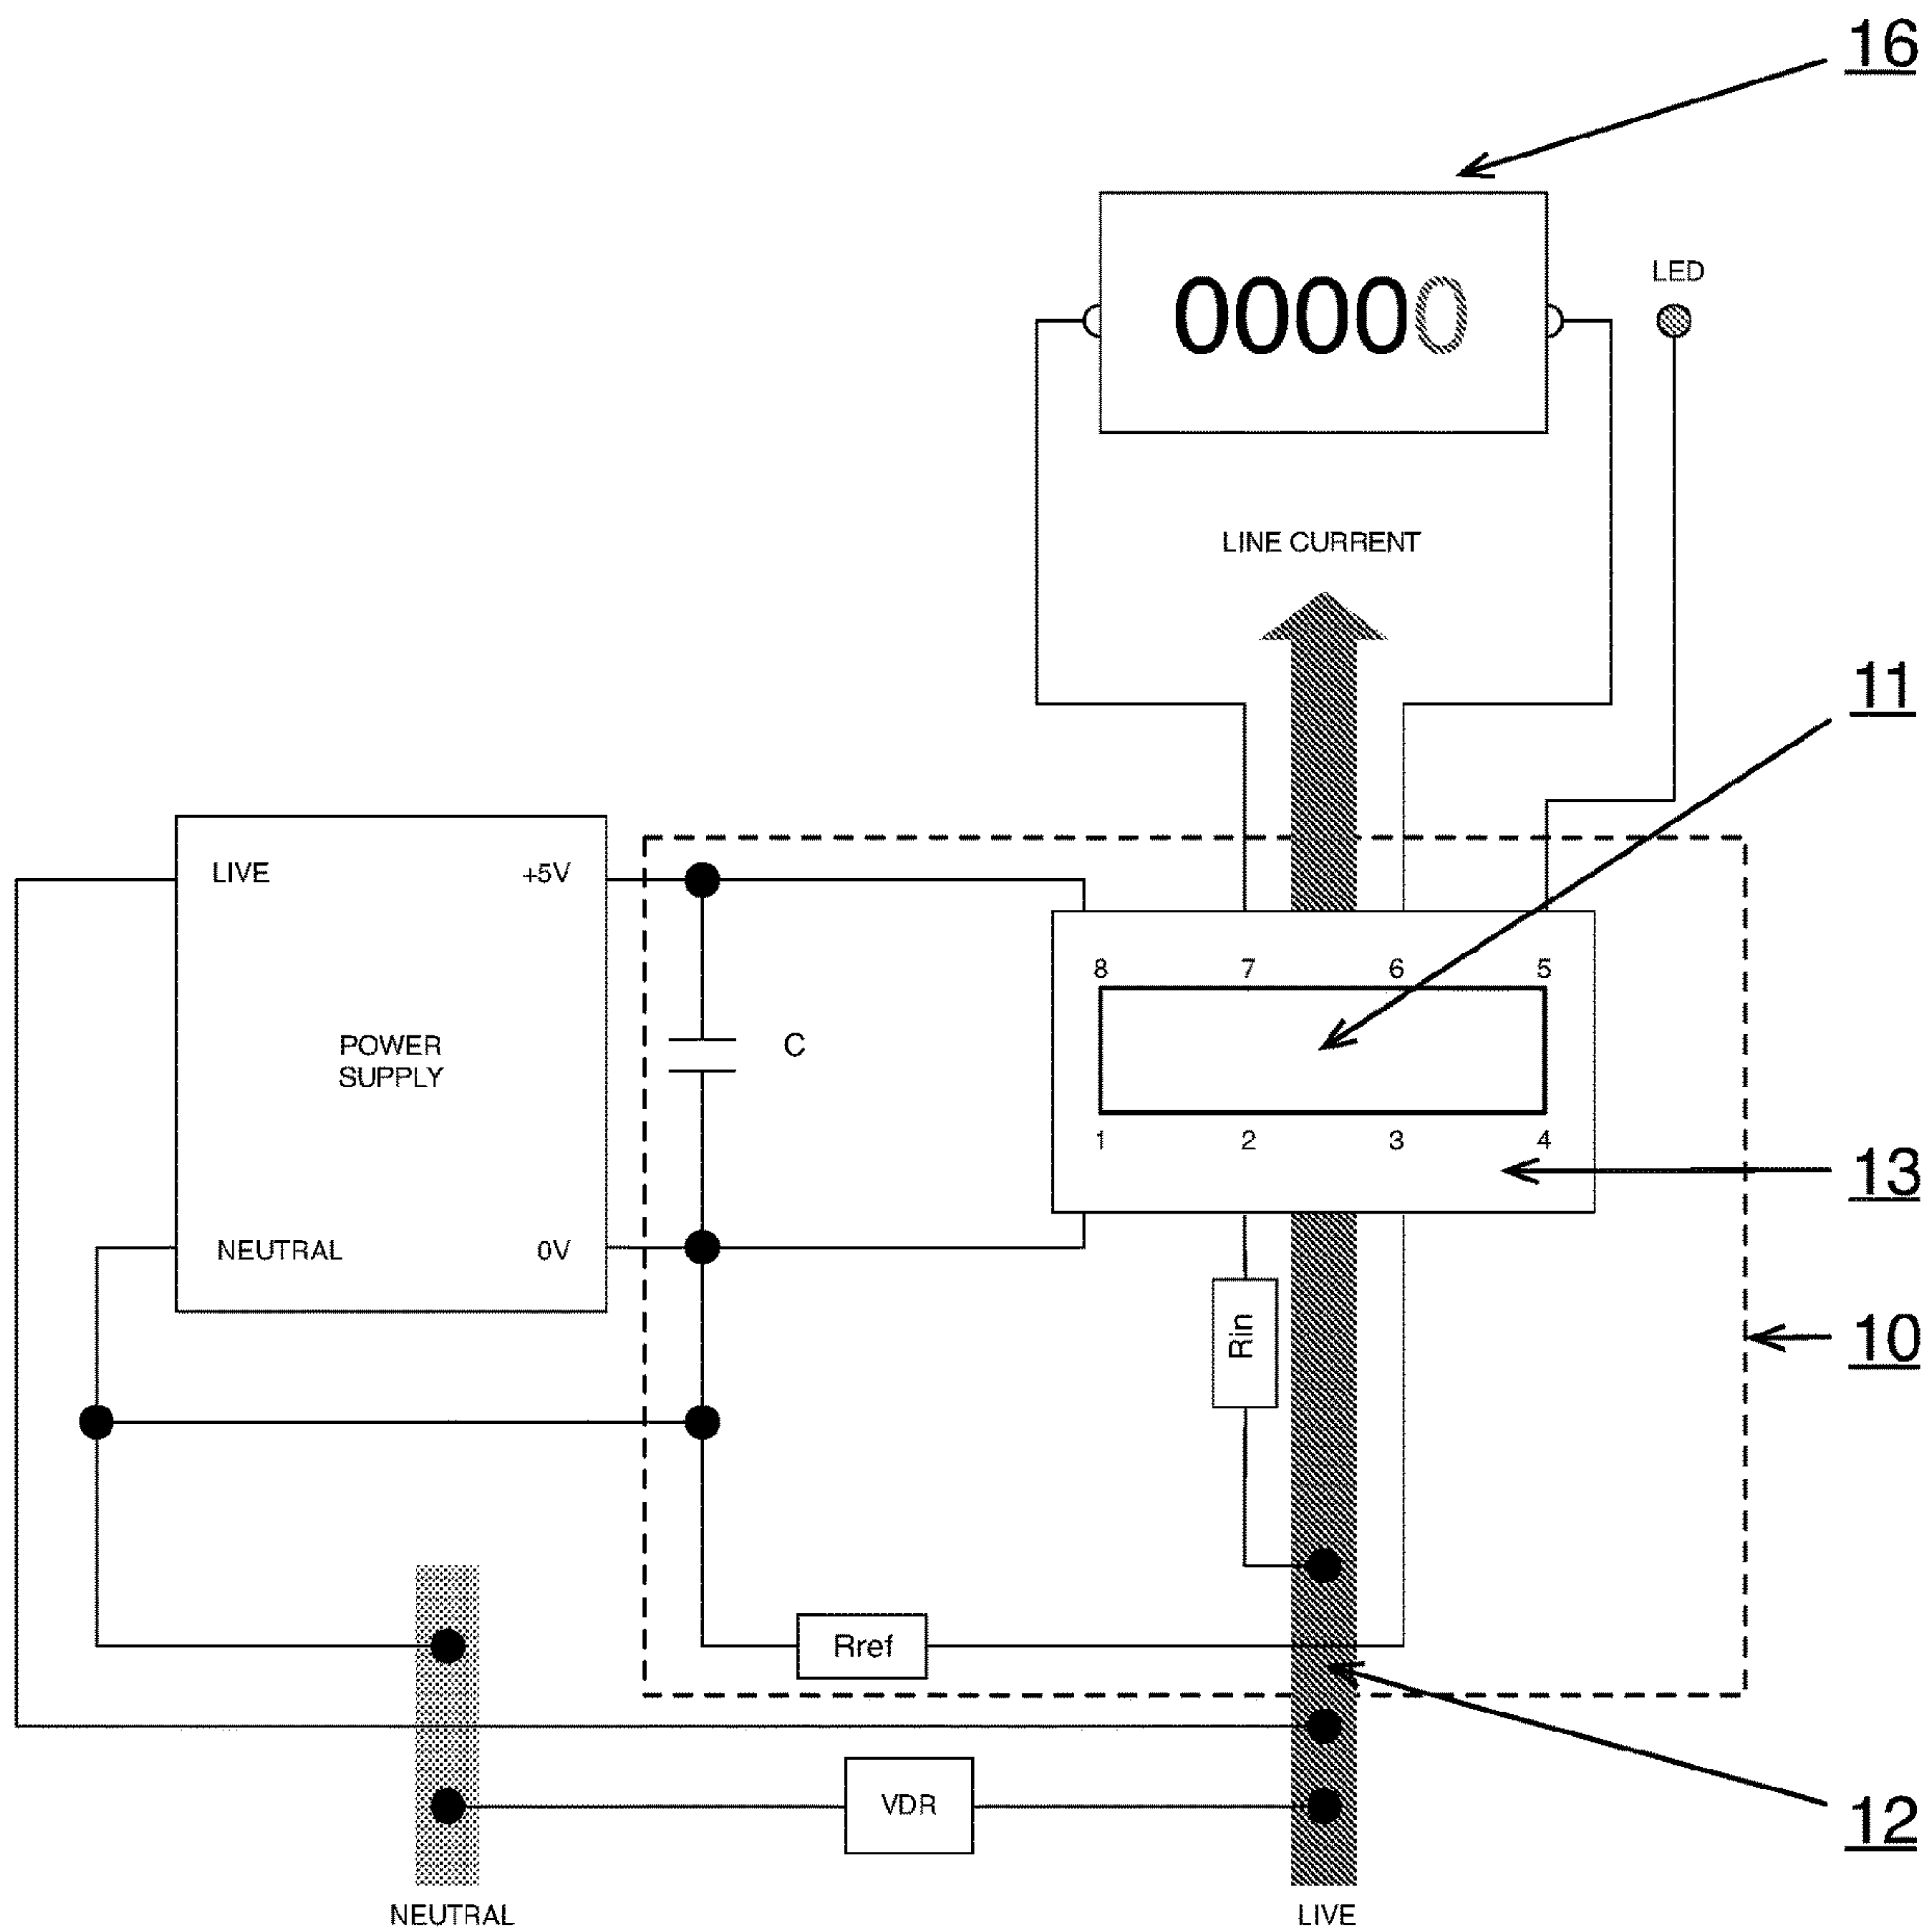 16
LED
00000
LINE CURRENT
11
LIVE +5V
8 7 6 5
POWER
SUPPLY
C
1 2 3 4
13
NEUTRAL 0V
Rin
10
Rref
VDR
12
NEUTRAL
LIVE